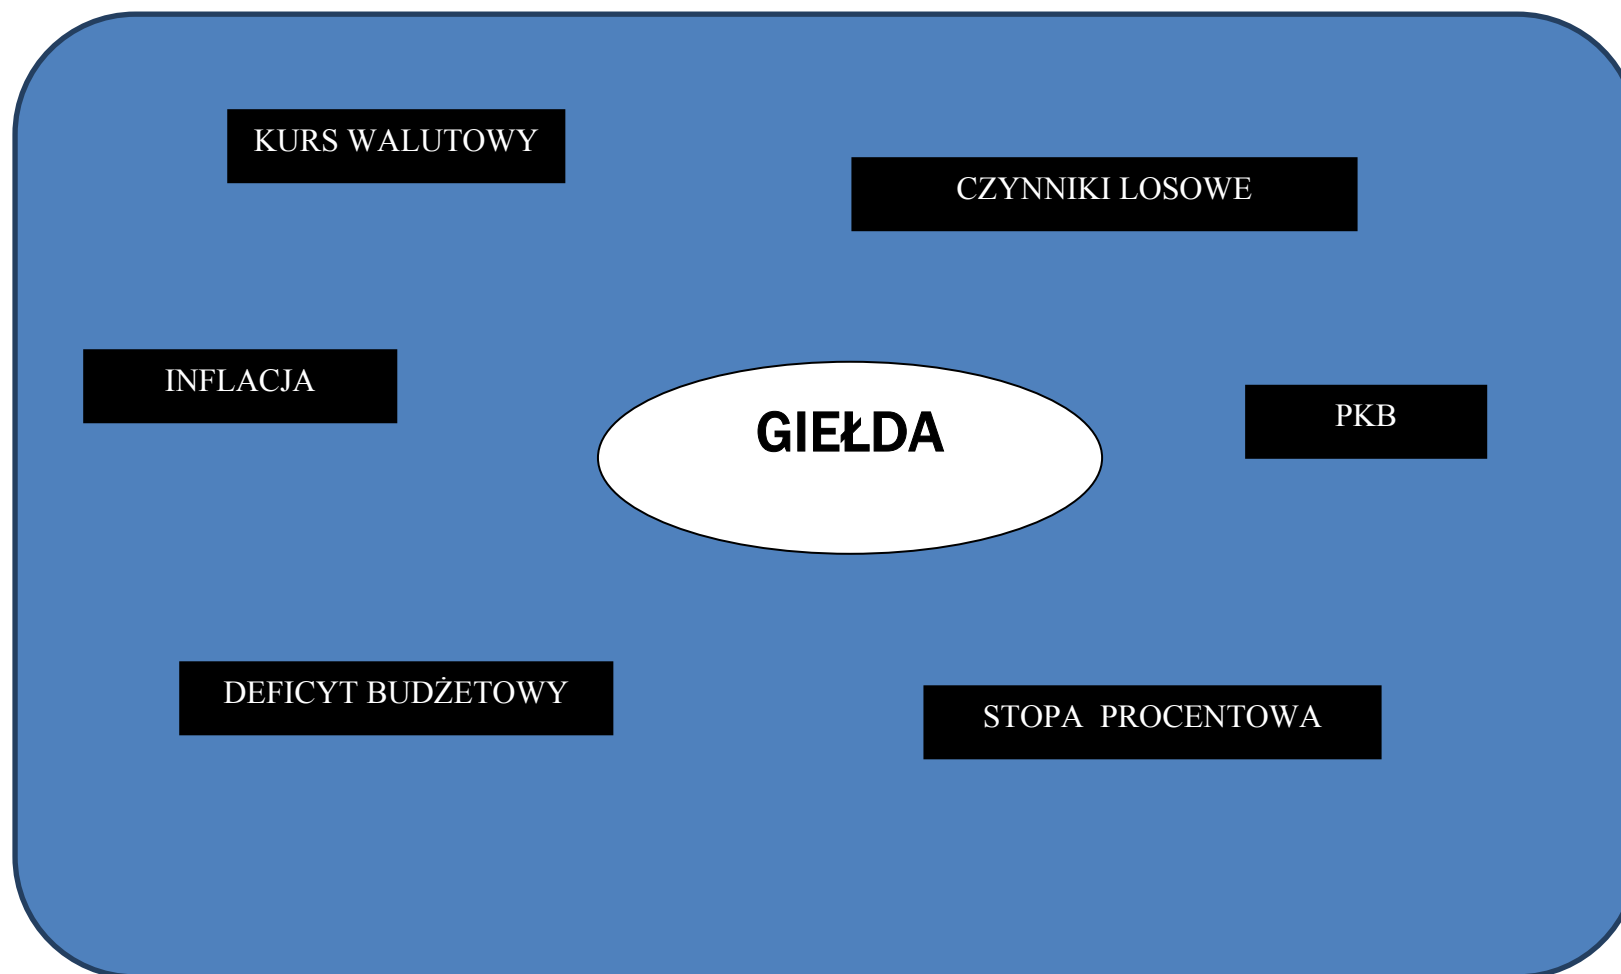 KURS WALUTOWY
CZYNNIKI LOSOWE
INFLACJA
GIEŁDA
PKB
DEFICYT BUDŻETOWY
STOPA  PROCENTOWA